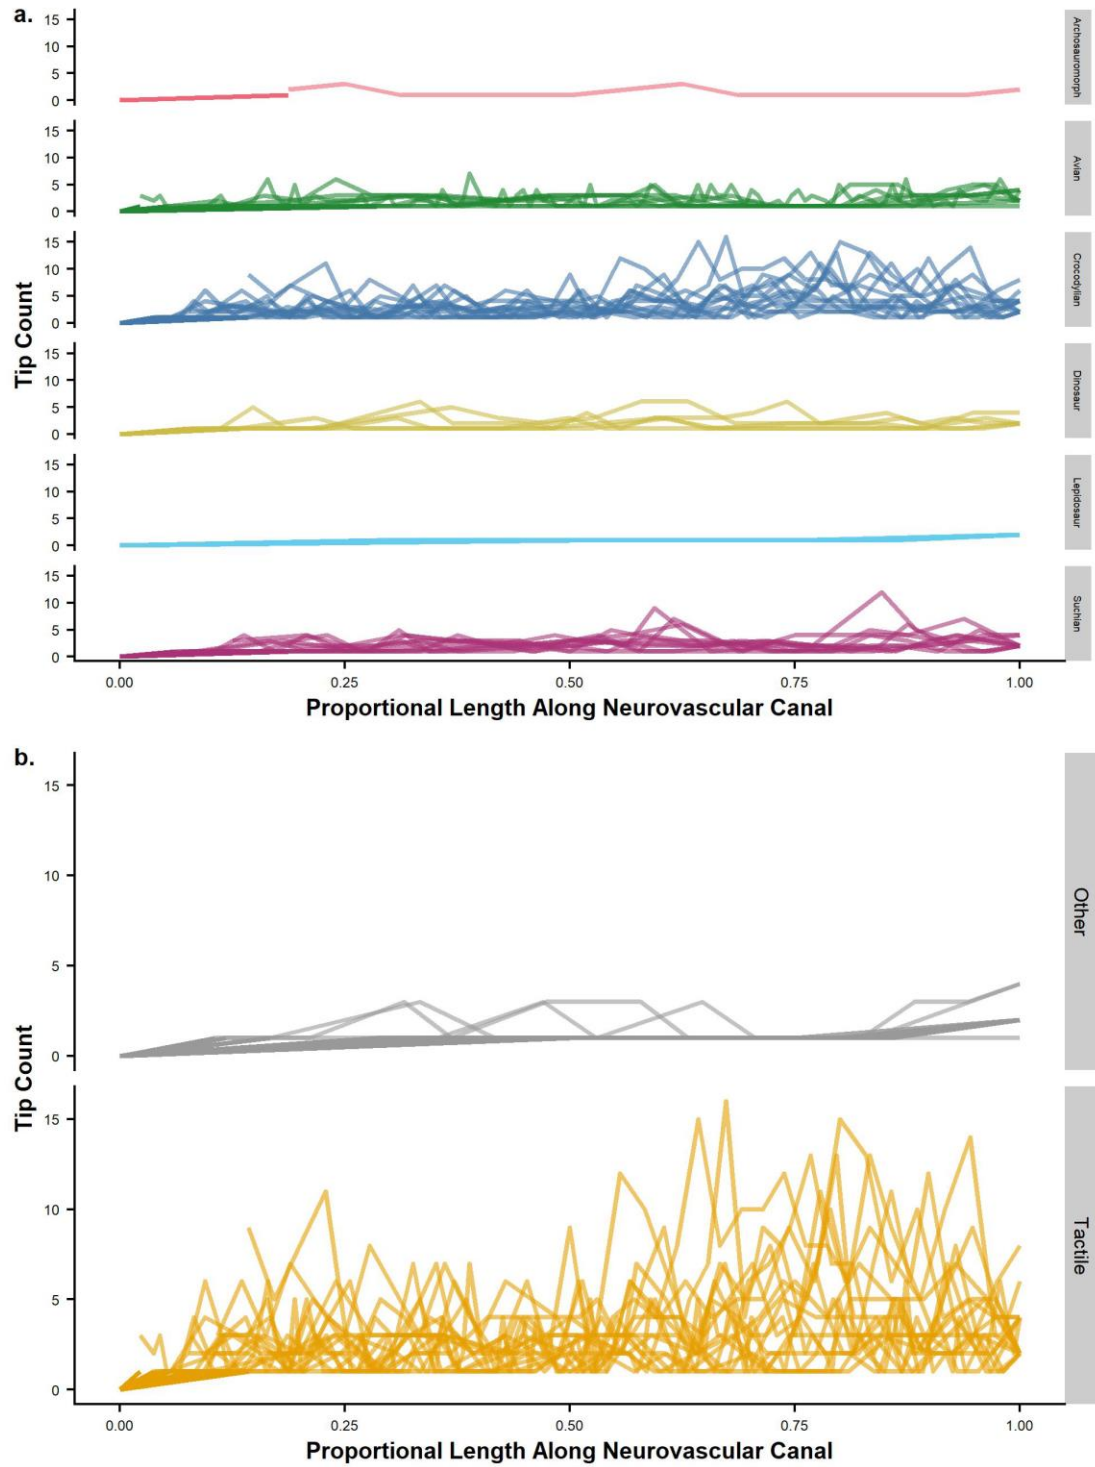 a.
15
10
5
0
Archosauromorph
15
10
5
0
Avian
15
10
5
0
Crocodylian
Tip Count
15
10
5
0
Dinosaur
15
10
5
0
Lepidosaur
15
10
5
0
Suchian
0.00 0.25 0.50 0.75 1.00
Proportional Length Along Neurovascular Canal
b.
15
10
5
0
Other
Tip Count
15
10
5
0
Tactile
0.00 0.25 0.50 0.75 1.00
Proportional Length Along Neurovascular Canal